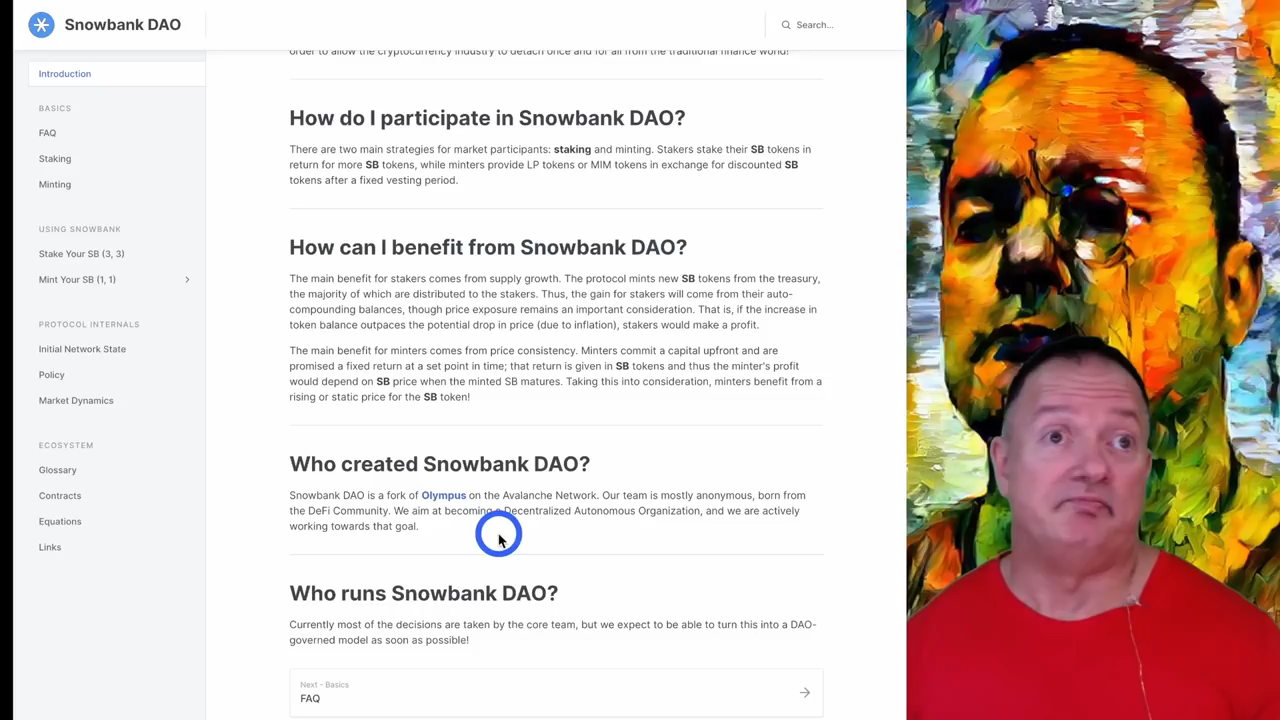 Snowbank DAO
Search...
Introduction
BASICS
FAQ
Staking
Minting
USING SNOWBANK
Stake Your SB (3, 3)
Mint Your SB (1, 1)
PROTOCOL INTERNALS
Initial Network State
Policy
Market Dynamics
ECOSYSTEM
Glossary
Contracts
Equations
Links
order to allow the cryptocurrency industry to detach once and for all from the traditional finance world!
How do I participate in Snowbank DAO?
There are two main strategies for market participants: staking and minting. Stakers stake their SB tokens in
return for more SB tokens, while minters provide LP tokens or MIM tokens in exchange for discounted SB
tokens after a fixed vesting period.
How can I benefit from Snowbank DAO?
The main benefit for stakers comes from supply growth. The protocol mints new SB tokens from the treasury,
the majority of which are distributed to the stakers. Thus, the gain for stakers will come from their auto-
compounding balances, though price exposure remains an important consideration. That is, if the increase in
token balance outpaces the potential drop in price (due to inflation), stakers would make a profit.
The main benefit for minters comes from price consistency. Minters commit a capital upfront and are
promised a fixed return at a set point in time; that return is given in SB tokens and thus the minter's profit
would depend on SB price when the minted SB matures. Taking this into consideration, minters benefit from a
rising or static price for the SB token!
Who created Snowbank DAO?
Snowbank DAO is a fork of Olympus on the Avalanche Network. Our team is mostly anonymous, born from
the DeFi Community. We aim at becoming a Decentralized Autonomous Organization, and we are actively
working towards that goal.
Who runs Snowbank DAO?
Currently most of the decisions are taken by the core team, but we expect to be able to turn this into a DAO-
governed model as soon as possible!
Next - Basics
FAQ